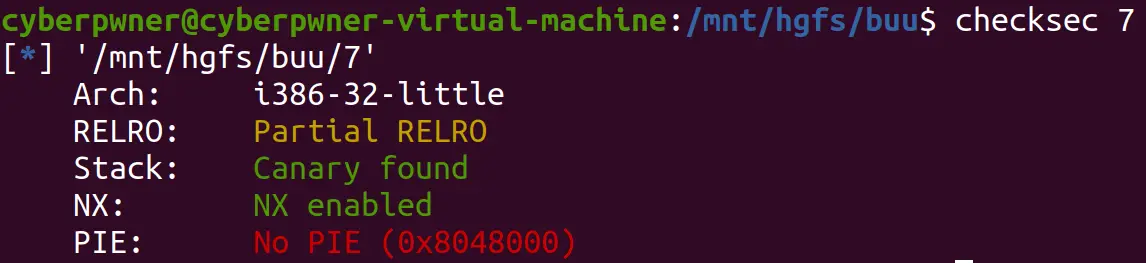 cyberpwner@cyberpwner-virtual-machine:/mnt/hgfs/buu$ checksec 7
[*] '/mnt/hgfs/buu/7'
    Arch:     i386-32-little
    RELRO:    Partial RELRO
    Stack:    Canary found
    NX:       NX enabled
    PIE:      No PIE (0x8048000)